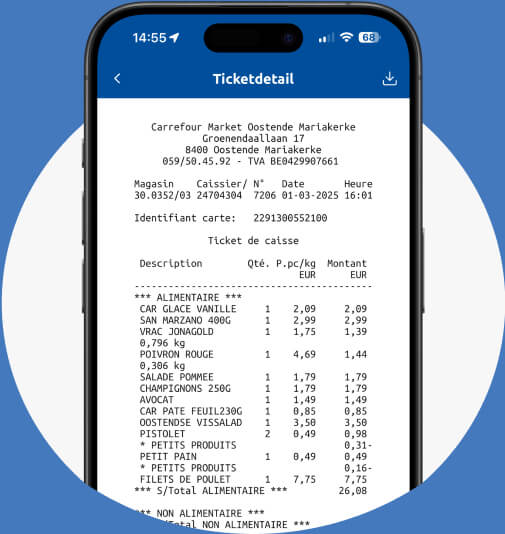 14:55 68
Ticketdetail
Carrefour Market Oostende Mariakerke
Groenendaallaan 17
8400 Oostende Mariakerke
059/50.45.92 - TVA BE0429907661
Magasin Caissier/ N° Date Heure
30.0352/03 24704304 7206 01-03-2025 16:01
Identifiant carte: 2291300552100
Ticket de caisse
Description Qté. P.pc/kg Montant
EUR EUR
*** ALIMENTAIRE ***
CAR GLACE VANILLE 1 2,09 2,09
SAN MARZANO 400G 1 2,99 2,99
VRAC JONAGOLD 1 1,75 1,39
0,796 kg
POIVRON ROUGE 1 4,69 1,44
0,306 kg
SALADE POMMEE 1 1,79 1,79
CHAMPIGNONS 250G 1 1,79 1,79
AVOCAT 1 1,49 1,49
CAR PATE FEUIL230G 1 0,85 0,85
OOSTENDSE VISSALAD 1 3,50 3,50
PISTOLET 2 0,49 0,98
* PETITS PRODUITS 0,31-
PETIT PAIN 1 0,49 0,49
* PETITS PRODUITS 0,16-
FILETS DE POULET 1 7,75 7,75
*** S/Total ALIMENTAIRE *** 26,08
*** NON ALIMENTAIRE ***
S/Total NON ALIMENTAIRE ***